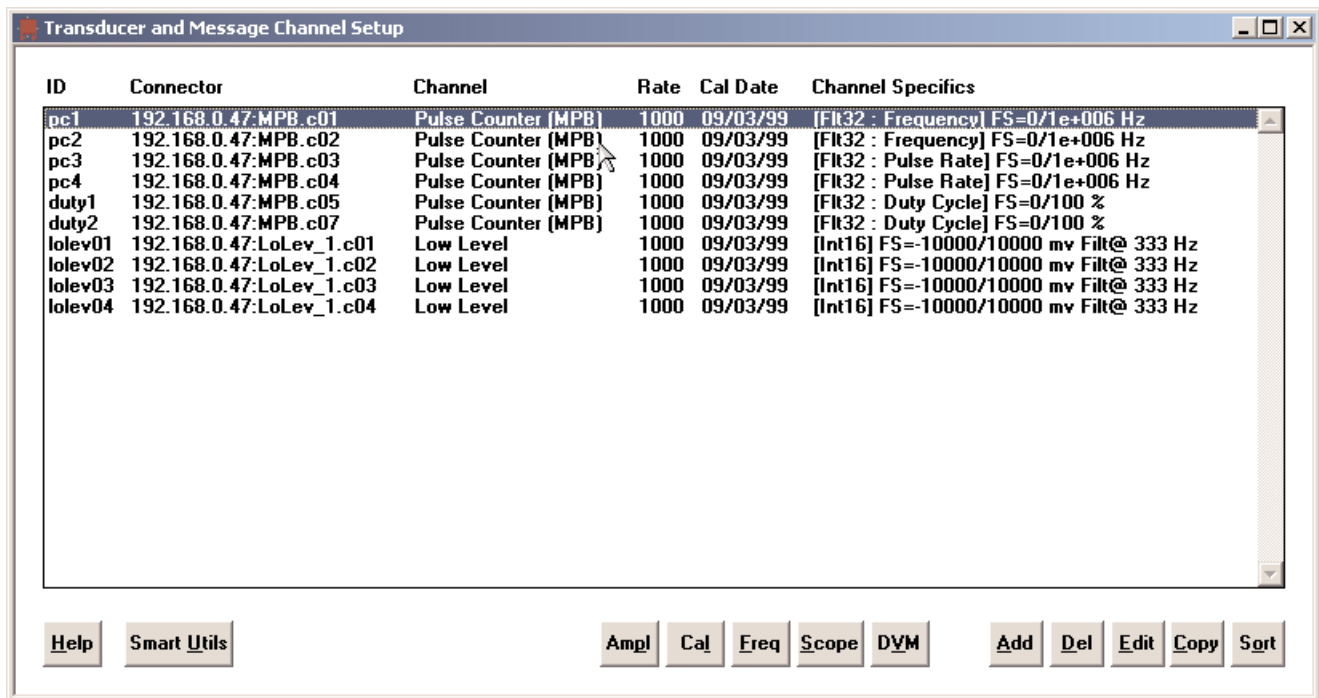 Transducer and Message Channel Setup
ID Connector Channel Rate Cal Date Channel Specifics
pc1 192.168.0.47:MPB.c01 Pulse Counter (MPB) 1000 09/03/99 [Flt32 : Frequency] FS=0/1e+006 Hz
pc2 192.168.0.47:MPB.c02 Pulse Counter (MPB) 1000 09/03/99 [Flt32 : Frequency] FS=0/1e+006 Hz
pc3 192.168.0.47:MPB.c03 Pulse Counter (MPB) 1000 09/03/99 [Flt32 : Pulse Rate] FS=0/1e+006 Hz
pc4 192.168.0.47:MPB.c04 Pulse Counter (MPB) 1000 09/03/99 [Flt32 : Pulse Rate] FS=0/1e+006 Hz
duty1 192.168.0.47:MPB.c05 Pulse Counter (MPB) 1000 09/03/99 [Flt32 : Duty Cycle] FS=0/100 %
duty2 192.168.0.47:MPB.c07 Pulse Counter (MPB) 1000 09/03/99 [Flt32 : Duty Cycle] FS=0/100 %
lolev01 192.168.0.47:LoLev_1.c01 Low Level 1000 09/03/99 [Int16] FS=-10000/10000 mv Filt@ 333 Hz
lolev02 192.168.0.47:LoLev_1.c02 Low Level 1000 09/03/99 [Int16] FS=-10000/10000 mv Filt@ 333 Hz
lolev03 192.168.0.47:LoLev_1.c03 Low Level 1000 09/03/99 [Int16] FS=-10000/10000 mv Filt@ 333 Hz
lolev04 192.168.0.47:LoLev_1.c04 Low Level 1000 09/03/99 [Int16] FS=-10000/10000 mv Filt@ 333 Hz
Help Smart Utils Ampl Cal Freq Scope DVM Add Del Edit Copy Sort